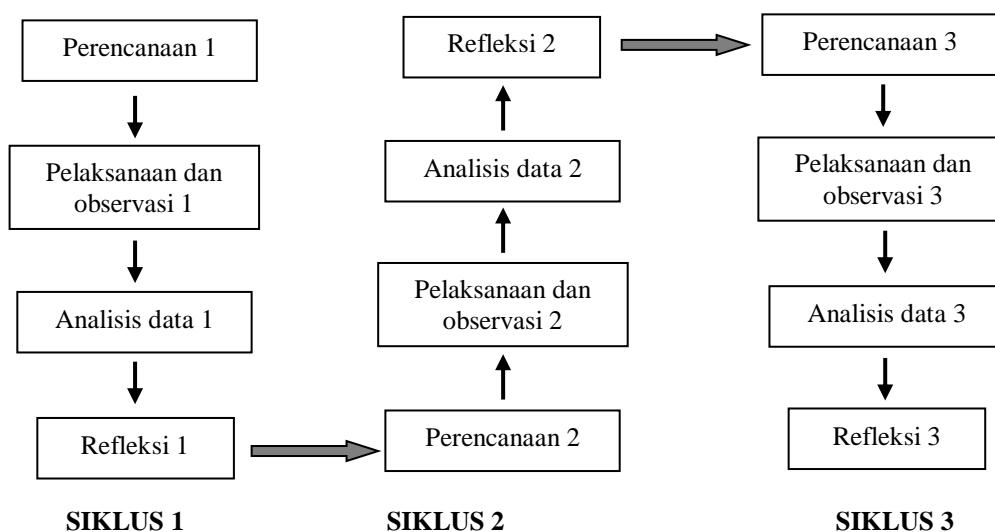 Perencanaan 1
Pelaksanaan dan
observasi 1
Analisis data 1
Refleksi 1
SIKLUS 1
Refleksi 2
Analisis data 2
Pelaksanaan dan
observasi 2
Perencanaan 2
SIKLUS 2
Perencanaan 3
Pelaksanaan dan
observasi 3
Analisis data 3
Refleksi 3
SIKLUS 3